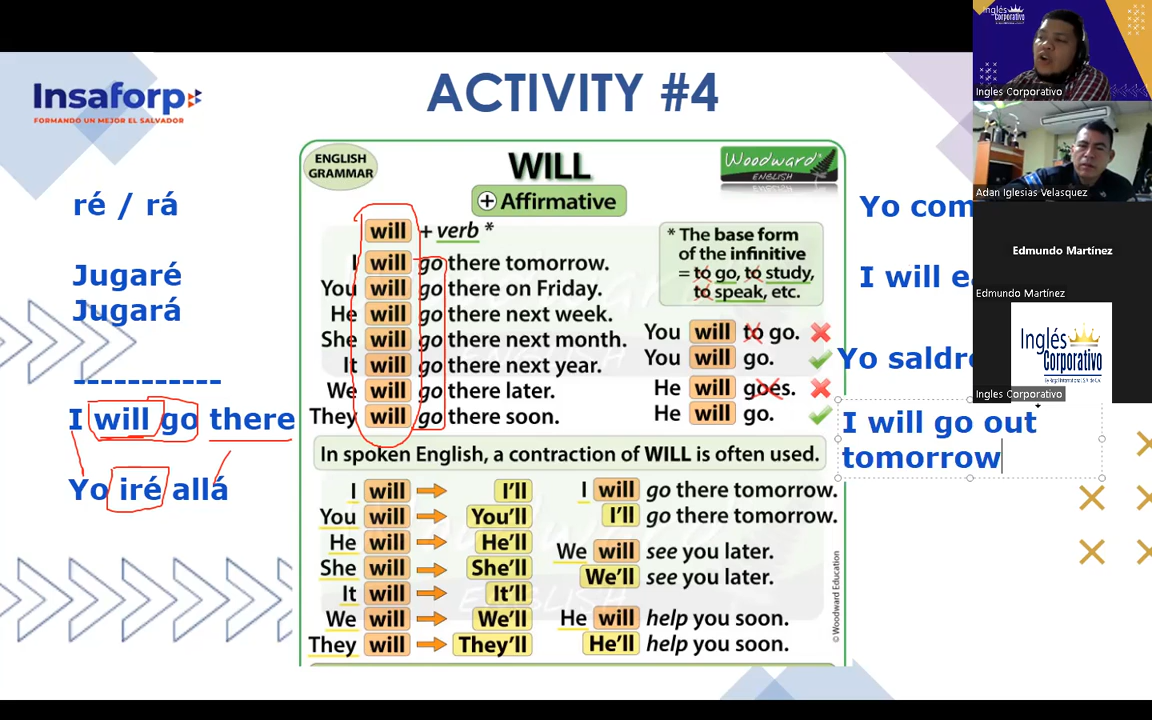 Insaforp
FORMANDO UN MEJOR EL SALVADOR
ACTIVITY #4
ré / rá
Jugaré
Jugará
-----------
I will go there
Yo iré allá
ENGLISH
GRAMMAR
WILL
+ Affirmative
Woodward
ENGLISH
will + verb *
I will go there tomorrow.
You will go there on Friday.
He will go there next week.
She will go there next month.
It will go there next year.
We will go there later.
They will go there soon.
* The base form
of the infinitive
= to go, to study,
to speak, etc.
You will to go.
You will go.
He will goes.
He will go.
In spoken English, a contraction of WILL is often used.
I will I'll
You will You'll
He will He'll
She will She'll
It will It'll
We will We'll
They will They'll
I will go there tomorrow.
I'll go there tomorrow.
We will see you later.
We'll see you later.
He will help you soon.
He'll help you soon.
© Woodward Education
Yo com
I will ea
Yo saldr
I will go out
tomorrow
Inglés
Corporativo
Ingles Corporativo
Adan Iglesias Velasquez
Edmundo Martínez
Edmundo Martínez
Inglés
Corporativo
Ingles Corporativo